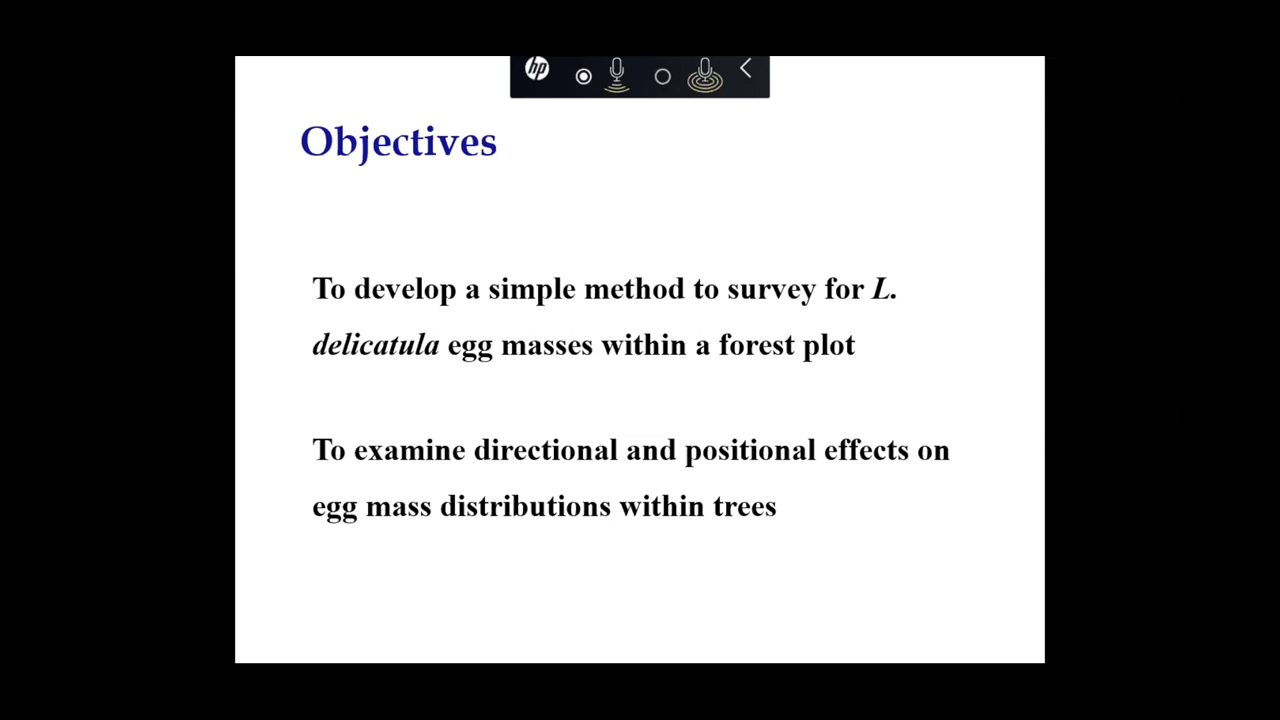 hp
Objectives
To develop a simple method to survey for L.
delicatula egg masses within a forest plot
To examine directional and positional effects on
egg mass distributions within trees